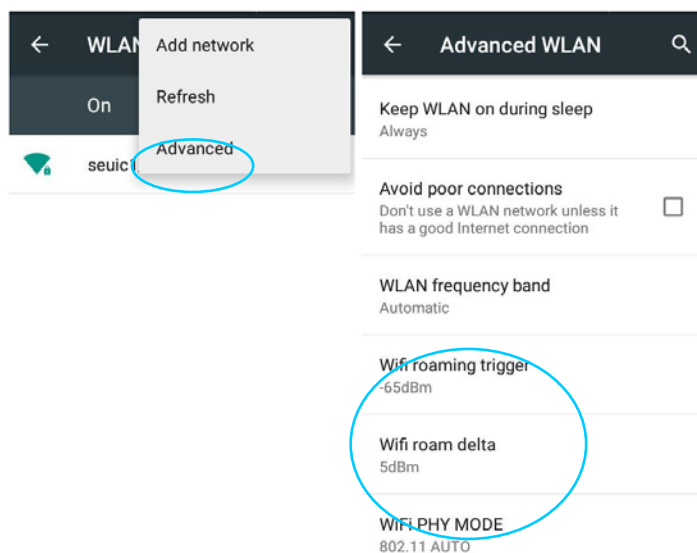 WLAN
Add network
Refresh
Advanced
On
seuic
Advanced WLAN
Keep WLAN on during sleep
Always
Avoid poor connections
Don't use a WLAN network unless it
has a good Internet connection
WLAN frequency band
Automatic
Wifi roaming trigger
-65dBm
Wifi roam delta
5dBm
WiFi PHY MODE
802.11 AUTO